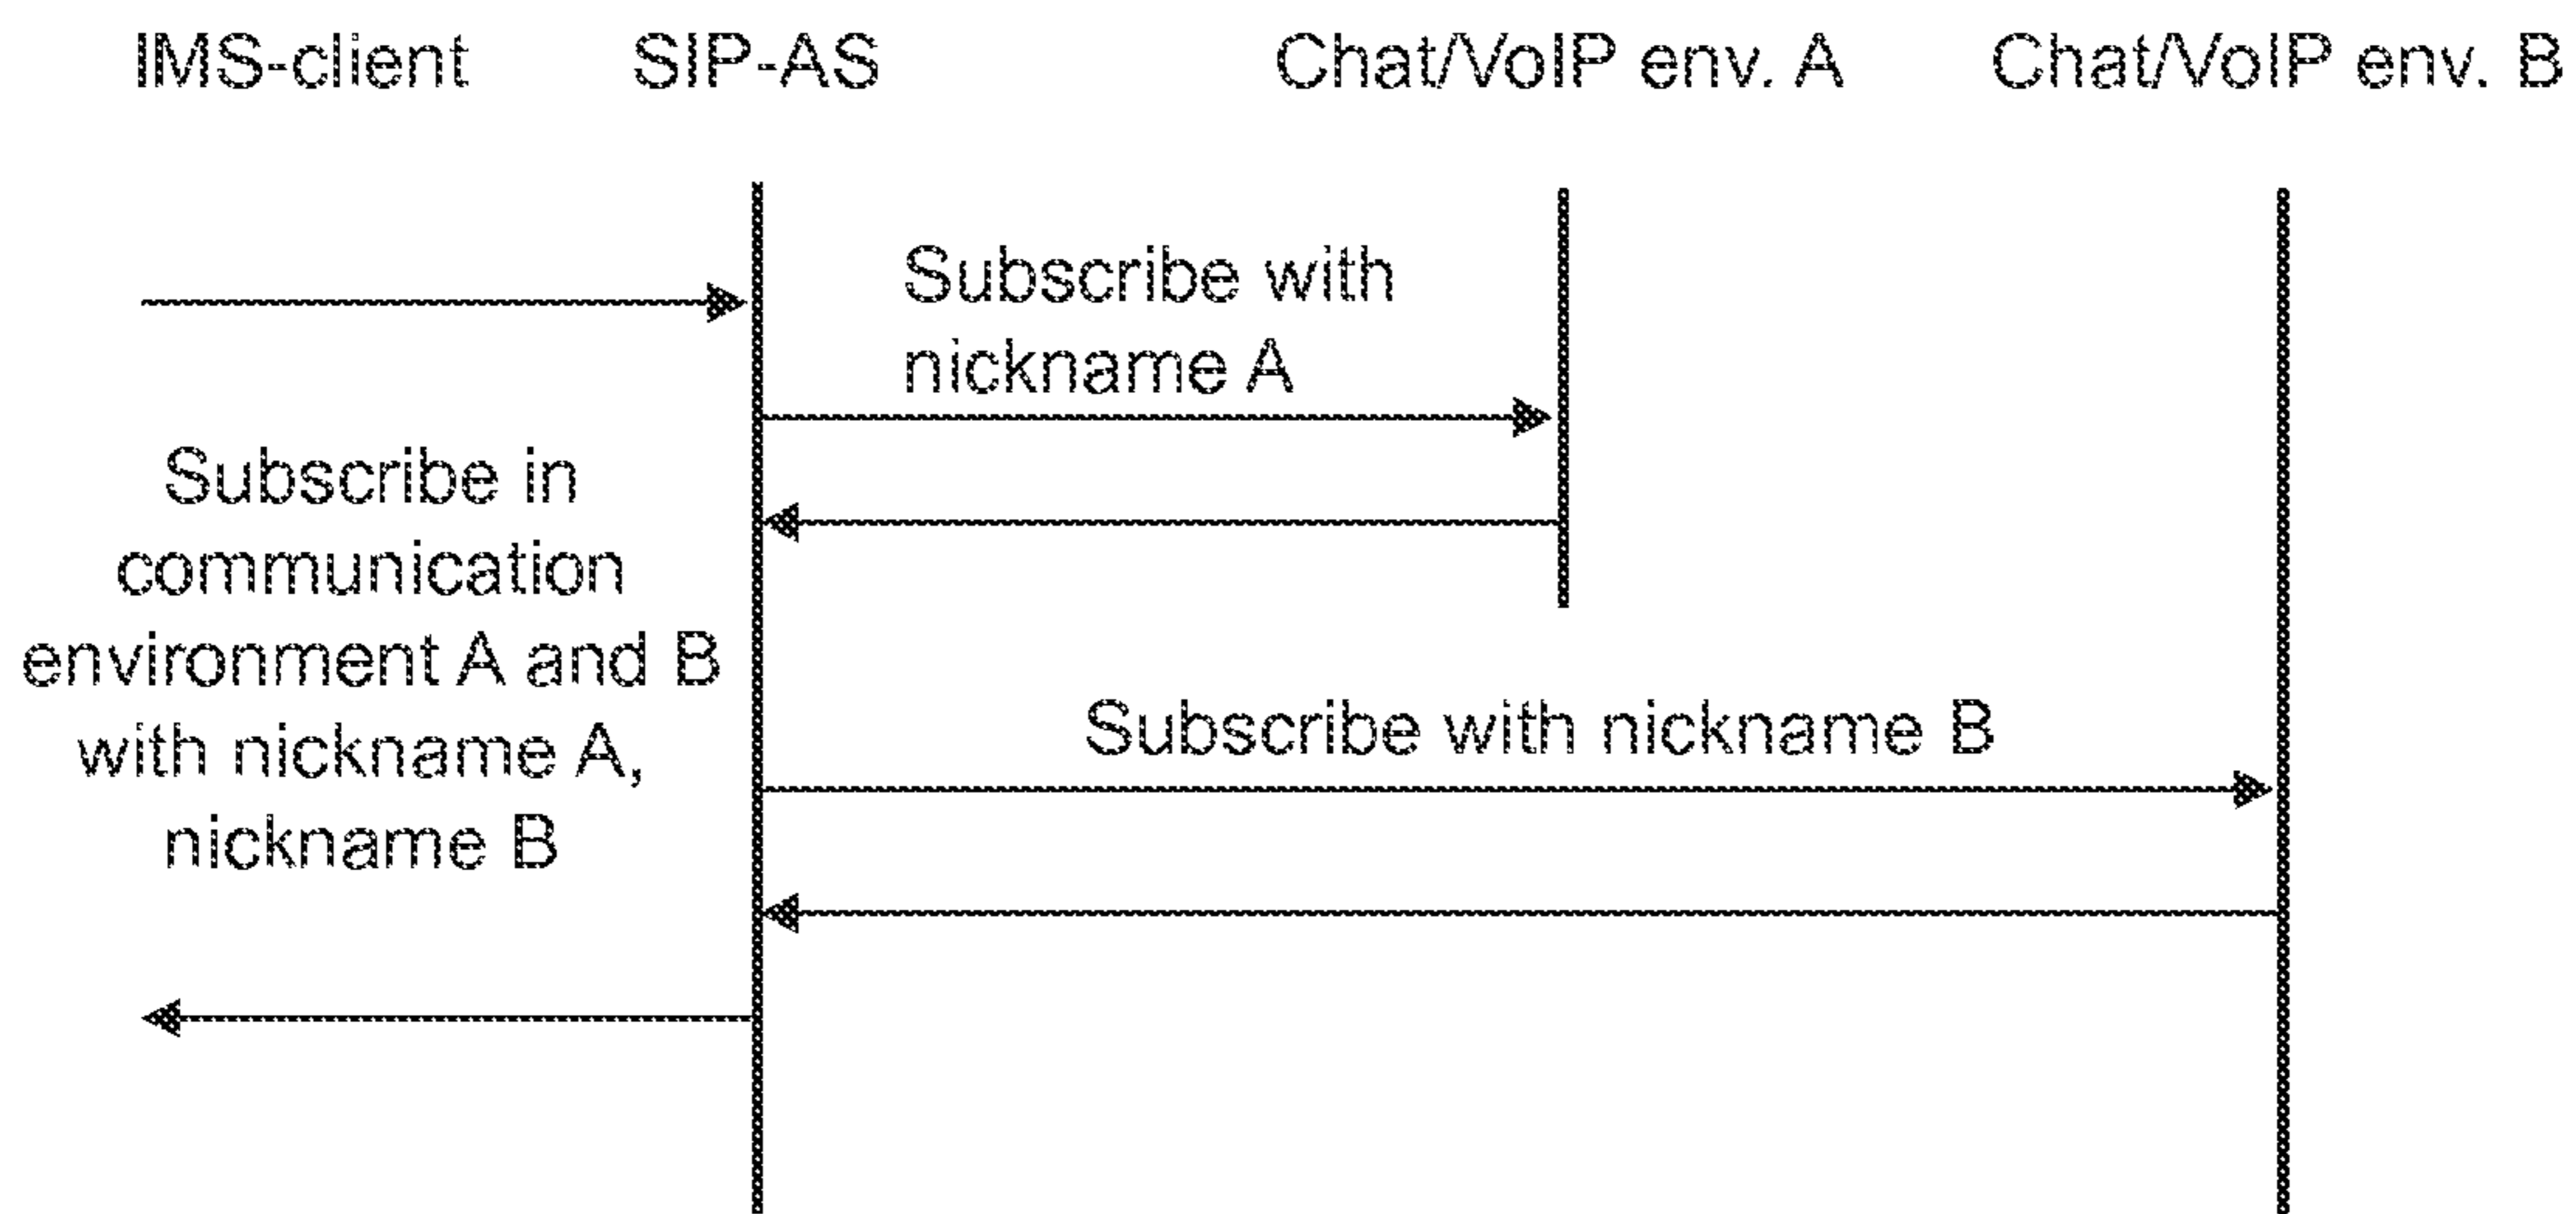 IMS-client SIP-AS Chat/VoIP env. A Chat/VoIP env. B
Subscribe with
nickname A
Subscribe in
communication
environment A and B
with nickname A,
nickname B
Subscribe with nickname B